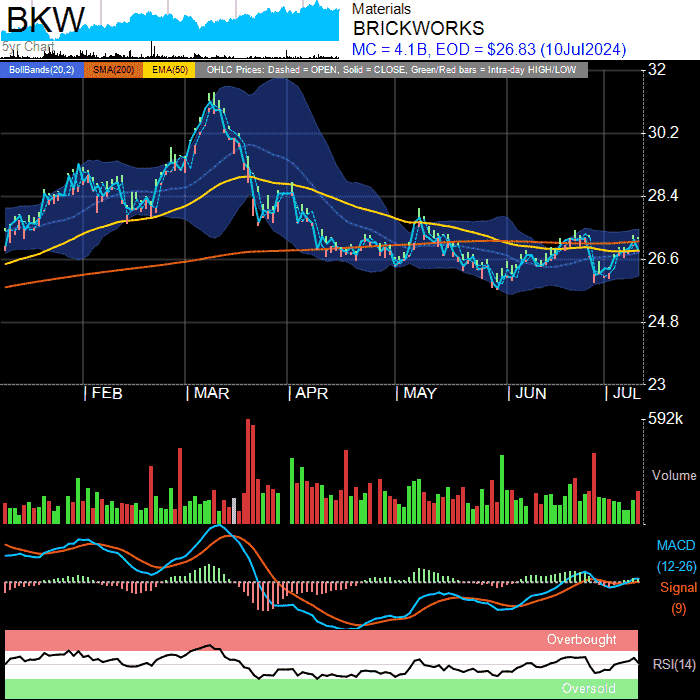 BKW
5yr Chart
Materials
BRICKWORKS
MC = 4.1B, EOD = $26.83 (10Jul2024)
BollBands(20,2) SMA(200) EMA(50) OHLC Prices: Dashed = OPEN, Solid = CLOSE, Green/Red bars = Intra-day HIGH/LOW
32
30.2
28.4
26.6
24.8
23
FEB MAR APR MAY JUN JUL
592k
Volume
MACD
(12-26)
Signal
(9)
Overbought
RSI(14)
Oversold